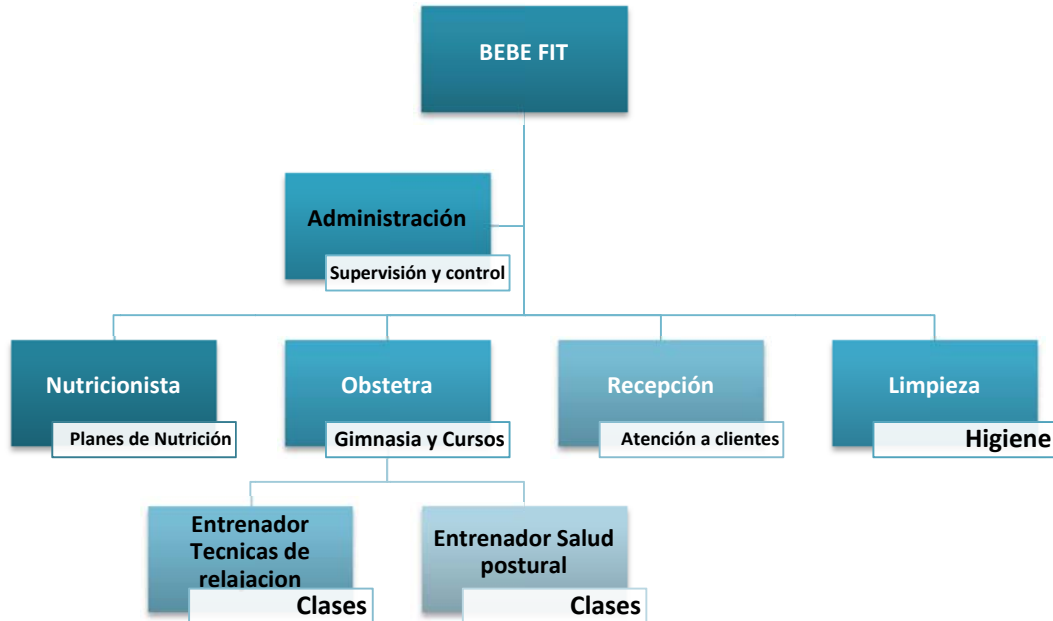 BEBE FIT
Administración
Supervisión y control
Nutricionista
Planes de Nutrición
Obstetra
Gimnasia y Cursos
Recepción
Atención a clientes
Limpieza
Higiene
Entrenador
Tecnicas de
relajacion
Clases
Entrenador Salud
postural
Clases